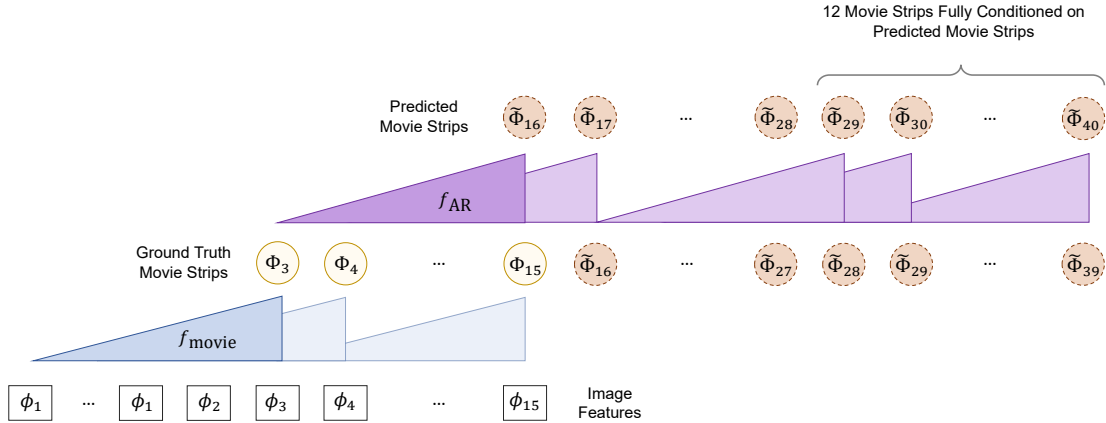 12 Movie Strips Fully Conditioned on
Predicted Movie Strips
Predicted
Movie Strips
Φ̃₁₆ Φ̃₁₇ ... Φ̃₂₈ Φ̃₂₉ Φ̃₃₀ ... Φ̃₄₀
f_AR
Ground Truth
Movie Strips
Φ₃ Φ₄ ... Φ₁₅ Φ̃₁₆ ... Φ̃₂₇ Φ̃₂₈ Φ̃₂₉ ... Φ̃₃₉
f_movie
ϕ₁ ... ϕ₁ ϕ₂ ϕ₃ ϕ₄ ... ϕ₁₅
Image
Features